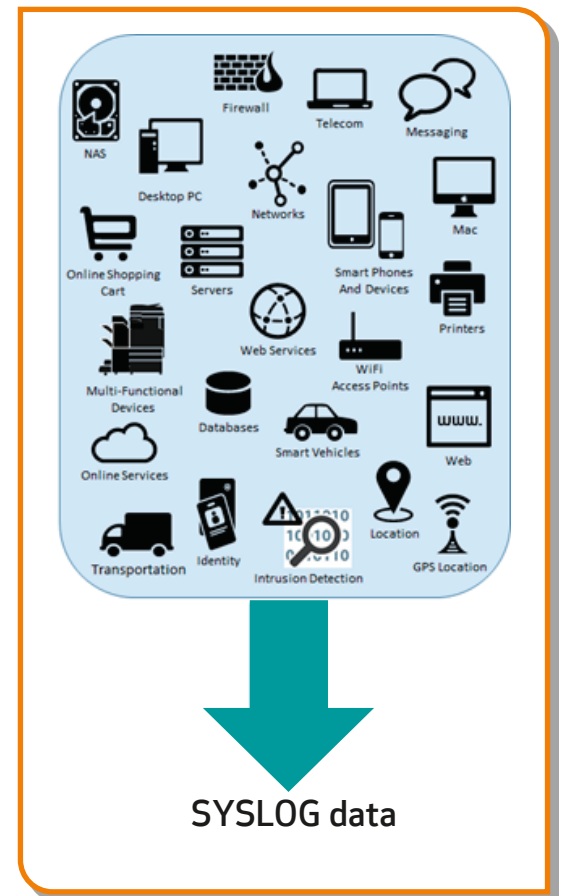 Firewall
Telecom
Messaging
NAS
Desktop PC
Networks
Mac
Online Shopping
Cart
Servers
Smart Phones
And Devices
Printers
Web Services
WiFi
Access Points
Multi-Functional
Devices
Databases
Smart Vehicles
www.
Web
Online Services
1011010
Location
Transportation
Identity
Intrusion Detection
GPS Location
SYSLOG data